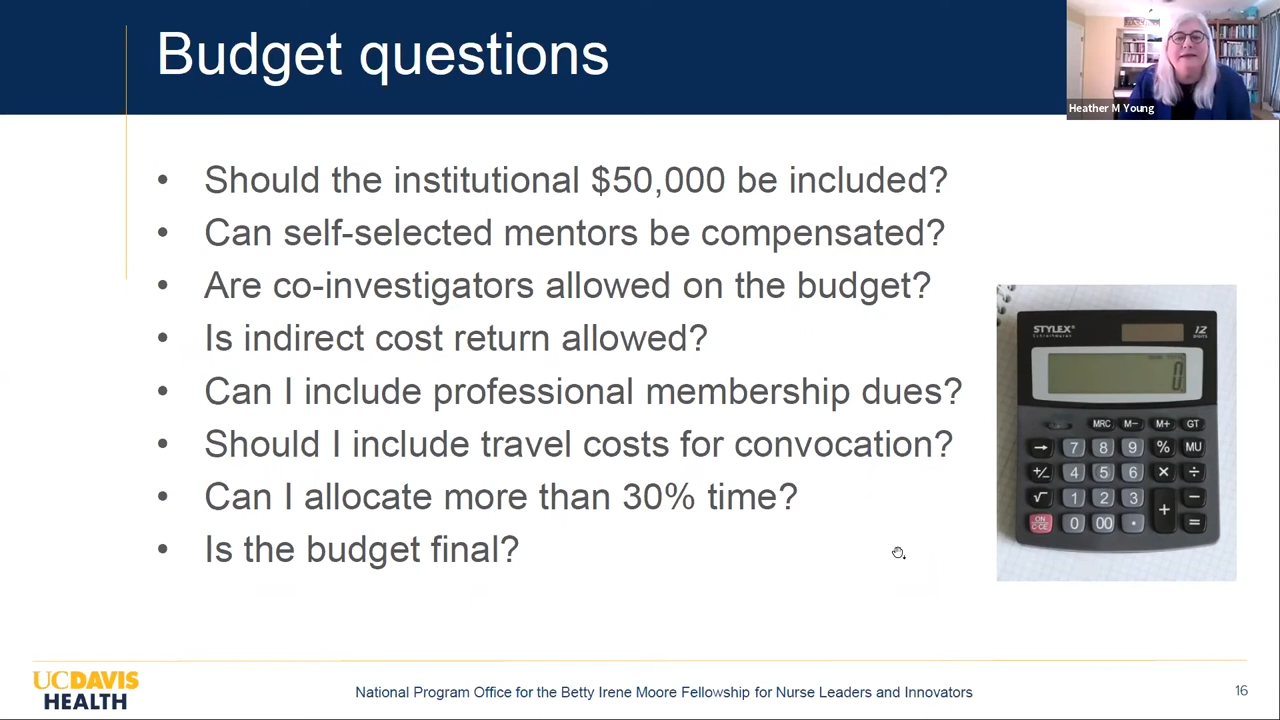 Budget questions
Heather M Young
• Should the institutional $50,000 be included?
• Can self-selected mentors be compensated?
• Are co-investigators allowed on the budget?
• Is indirect cost return allowed?
• Can I include professional membership dues?
• Should I include travel costs for convocation?
• Can I allocate more than 30% time?
• Is the budget final?
STYLEX
12
0
MRC M− M+ GT
→ 7 8 9 % MU
+/− 4 5 6 × ÷
√ 1 2 3 + −
ON
C·CE 0 00 · =
UCDAVIS
HEALTH
National Program Office for the Betty Irene Moore Fellowship for Nurse Leaders and Innovators
16